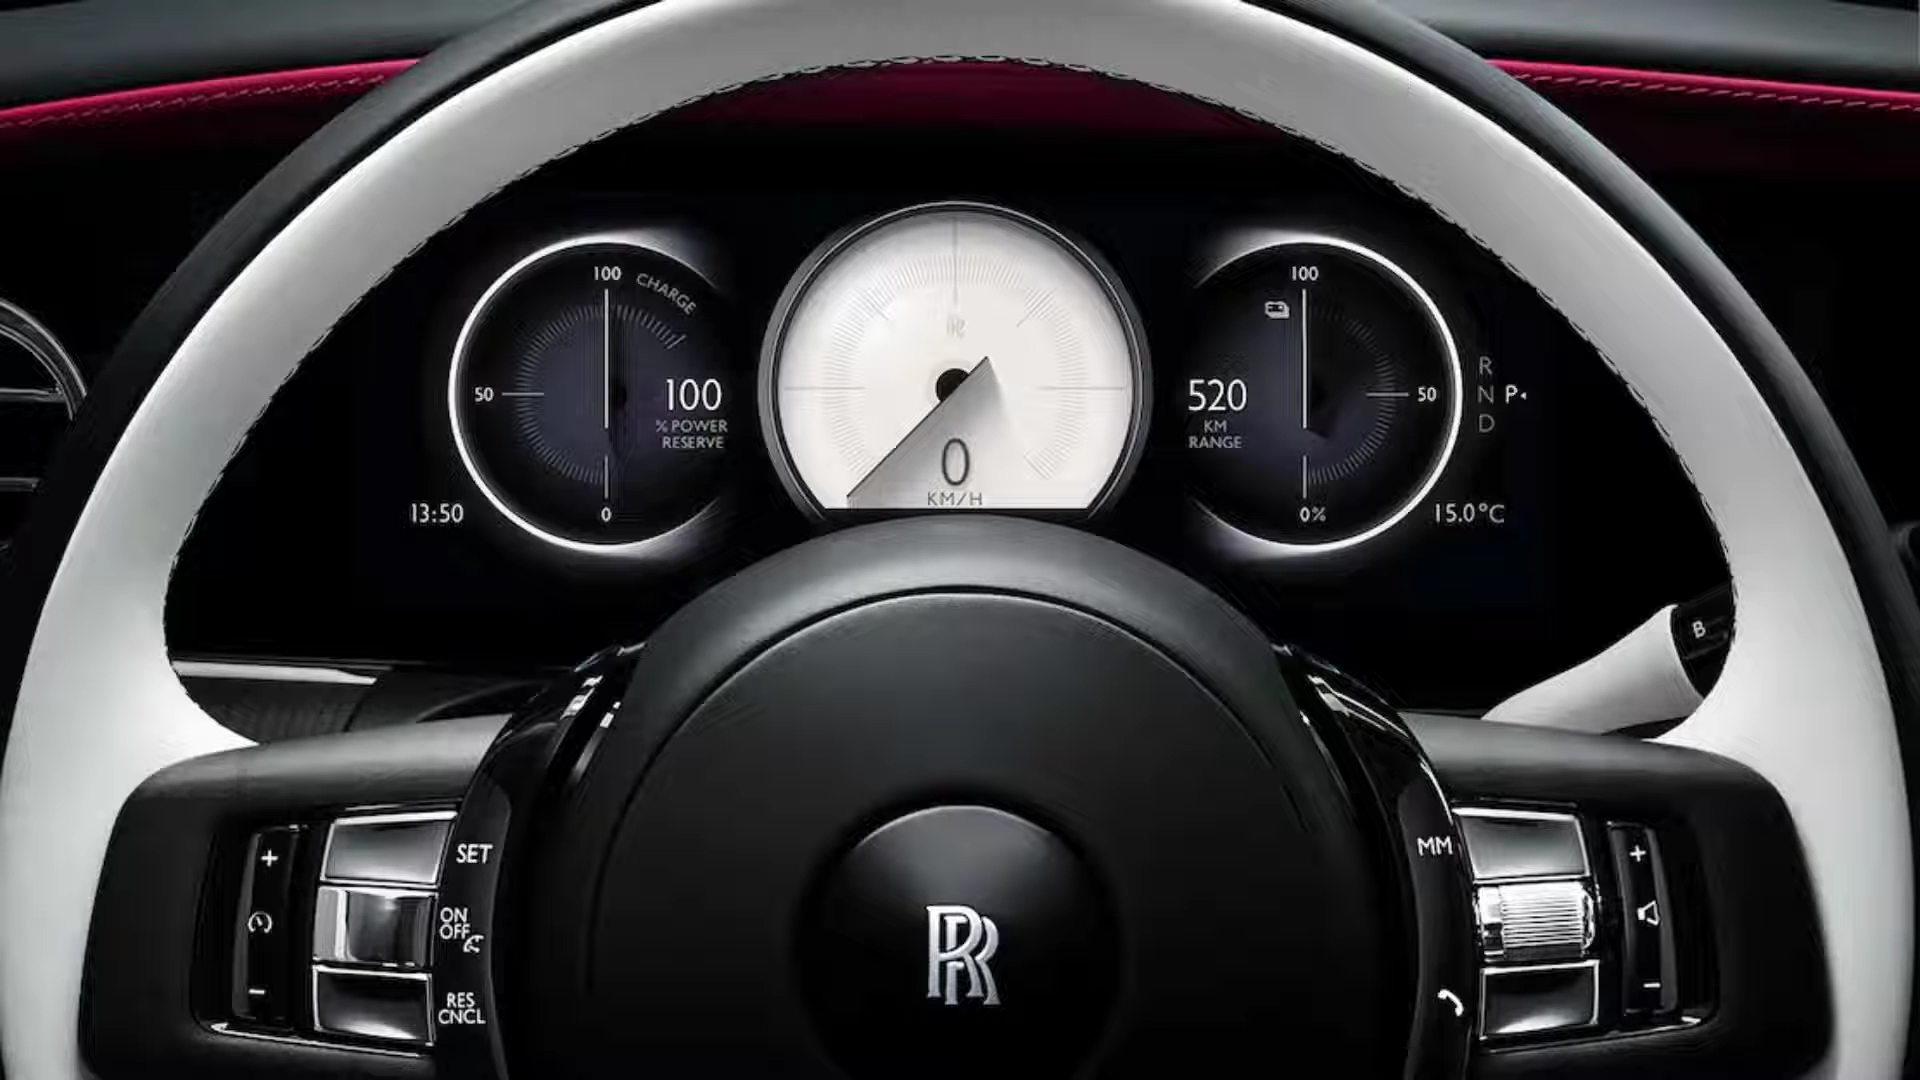 100
CHARGE
50
100
% POWER
RESERVE
0
13:50
RR
0
KM/H
100
520
KM
RANGE
50
0%
R
N
D
P
15.0°C
B
+
SET
ON
OFF
RES
CNCL
−
RR
MM
+
−